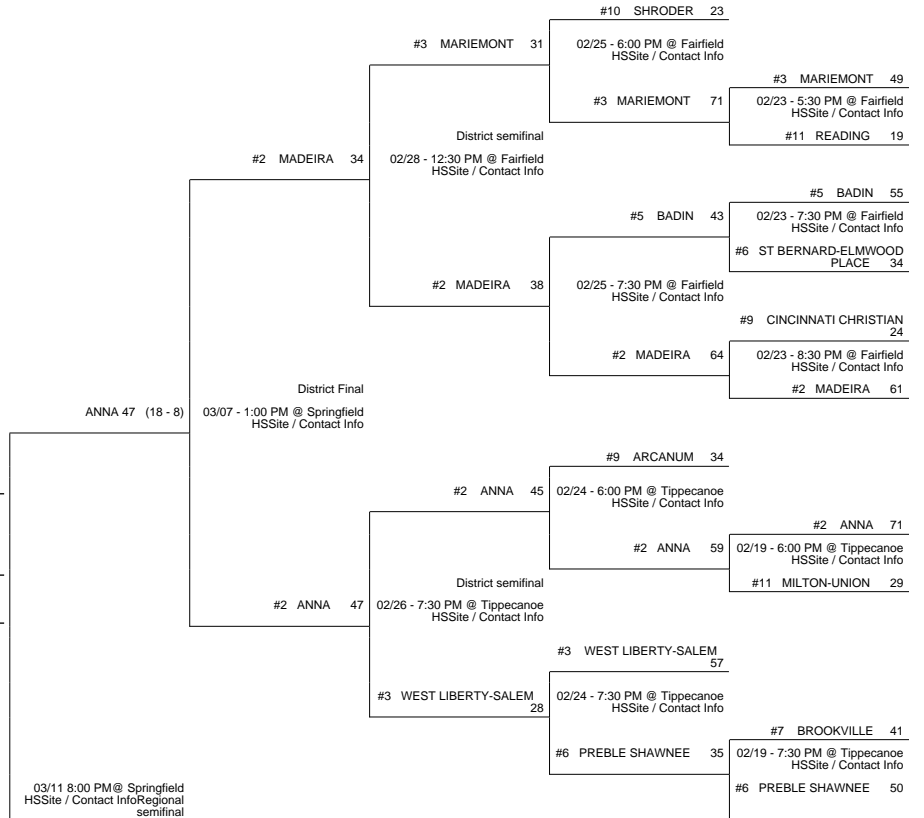 #10 SHRODER 23
#3 MARIEMONT 31
02/25 - 6:00 PM @ Fairfield
HSSite / Contact Info
#3 MARIEMONT 49
#3 MARIEMONT 71
02/23 - 5:30 PM @ Fairfield
HSSite / Contact Info
#11 READING 19
District semifinal
#2 MADEIRA 34
02/28 - 12:30 PM @ Fairfield
HSSite / Contact Info
#5 BADIN 55
#5 BADIN 43
02/23 - 7:30 PM @ Fairfield
HSSite / Contact Info
#6 ST BERNARD-ELMWOOD
PLACE 34
#2 MADEIRA 38
02/25 - 7:30 PM @ Fairfield
HSSite / Contact Info
#9 CINCINNATI CHRISTIAN
24
#2 MADEIRA 64
02/23 - 8:30 PM @ Fairfield
HSSite / Contact Info
#2 MADEIRA 61
District Final
ANNA 47 (18 - 8)
03/07 - 1:00 PM @ Springfield
HSSite / Contact Info
#9 ARCANUM 34
#2 ANNA 45
02/24 - 6:00 PM @ Tippecanoe
HSSite / Contact Info
#2 ANNA 71
#2 ANNA 59
02/19 - 6:00 PM @ Tippecanoe
HSSite / Contact Info
#11 MILTON-UNION 29
District semifinal
#2 ANNA 47
02/26 - 7:30 PM @ Tippecanoe
HSSite / Contact Info
#3 WEST LIBERTY-SALEM
57
#3 WEST LIBERTY-SALEM
28
02/24 - 7:30 PM @ Tippecanoe
HSSite / Contact Info
#7 BROOKVILLE 41
#6 PREBLE SHAWNEE 35
02/19 - 7:30 PM @ Tippecanoe
HSSite / Contact Info
#6 PREBLE SHAWNEE 50
03/11 8:00 PM@ Springfield
HSSite / Contact InfoRegional
semifinal